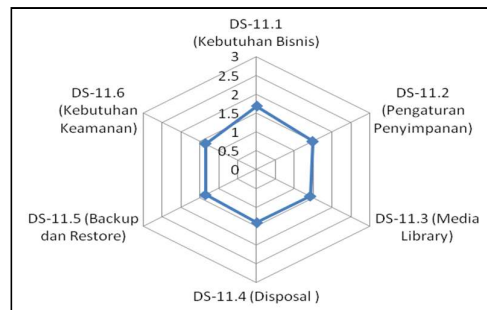 DS-11.1
(Kebutuhan Bisnis)
3
2.5
2
1.5
1
0.5
0
DS-11.2
(Pengaturan
Penyimpanan)
DS-11.3 (Media
Library)
DS-11.4 (Disposal )
DS-11.5 (Backup
dan Restore)
DS-11.6
(Kebutuhan
Keamanan)